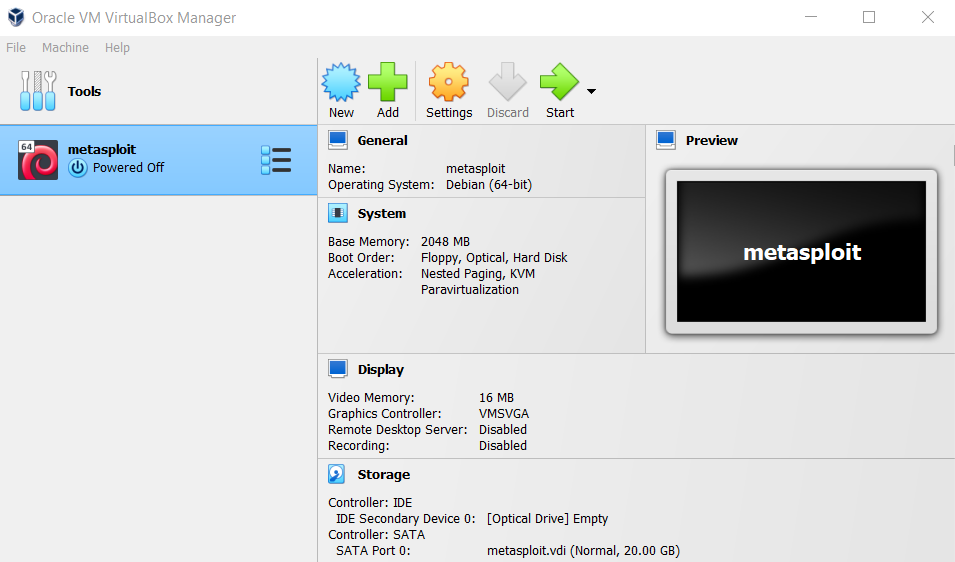 Oracle VM VirtualBox Manager
File Machine Help
Tools
New Add Settings Discard Start
64
metasploit
Powered Off
General
Name: metasploit
Operating System: Debian (64-bit)
System
Base Memory: 2048 MB
Boot Order: Floppy, Optical, Hard Disk
Acceleration: Nested Paging, KVM
Paravirtualization
Preview
metasploit
Display
Video Memory: 16 MB
Graphics Controller: VMSVGA
Remote Desktop Server: Disabled
Recording: Disabled
Storage
Controller: IDE
IDE Secondary Device 0: [Optical Drive] Empty
Controller: SATA
SATA Port 0: metasploit.vdi (Normal, 20.00 GB)